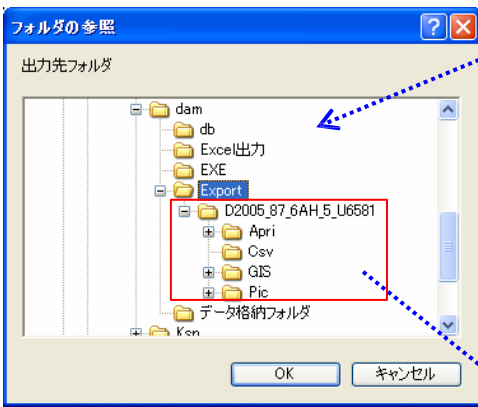 フォルダの参照
出力先フォルダ
dam
db
Excel出力
EXE
Export
D2005_87_6AH_5_U6581
Apri
Csv
GIS
Pic
データ格納フォルダ
Ksp
OK
キャンセル